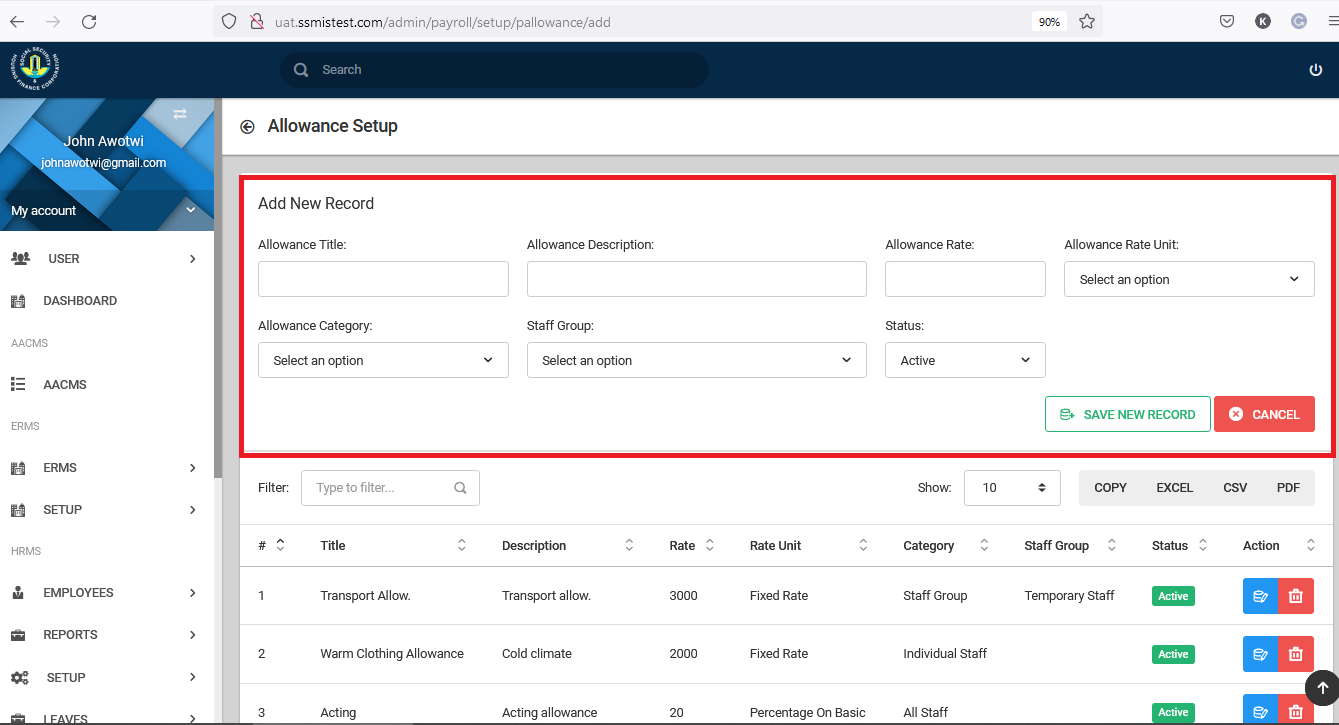 uat.ssmistest.com/admin/payroll/setup/pallowance/add
90%
K
SOCIAL SECURITY
&
HOUSING
FINANCE CORPORATION
Search
John Awotwi
johnawotwi@gmail.com
My account
USER
DASHBOARD
AACMS
AACMS
ERMS
ERMS
SETUP
HRMS
EMPLOYEES
REPORTS
SETUP
LEAVES
Allowance Setup
Add New Record
Allowance Title: Allowance Description: Allowance Rate: Allowance Rate Unit:
Select an option
Allowance Category: Staff Group: Status:
Select an option Select an option Active
SAVE NEW RECORD CANCEL
Filter: Type to filter... Show: 10 COPY EXCEL CSV PDF
# Title Description Rate Rate Unit Category Staff Group Status Action
1 Transport Allow. Transport allow. 3000 Fixed Rate Staff Group Temporary Staff Active
2 Warm Clothing Allowance Cold climate 2000 Fixed Rate Individual Staff Active
3 Acting Acting allowance 20 Percentage On Basic All Staff Active